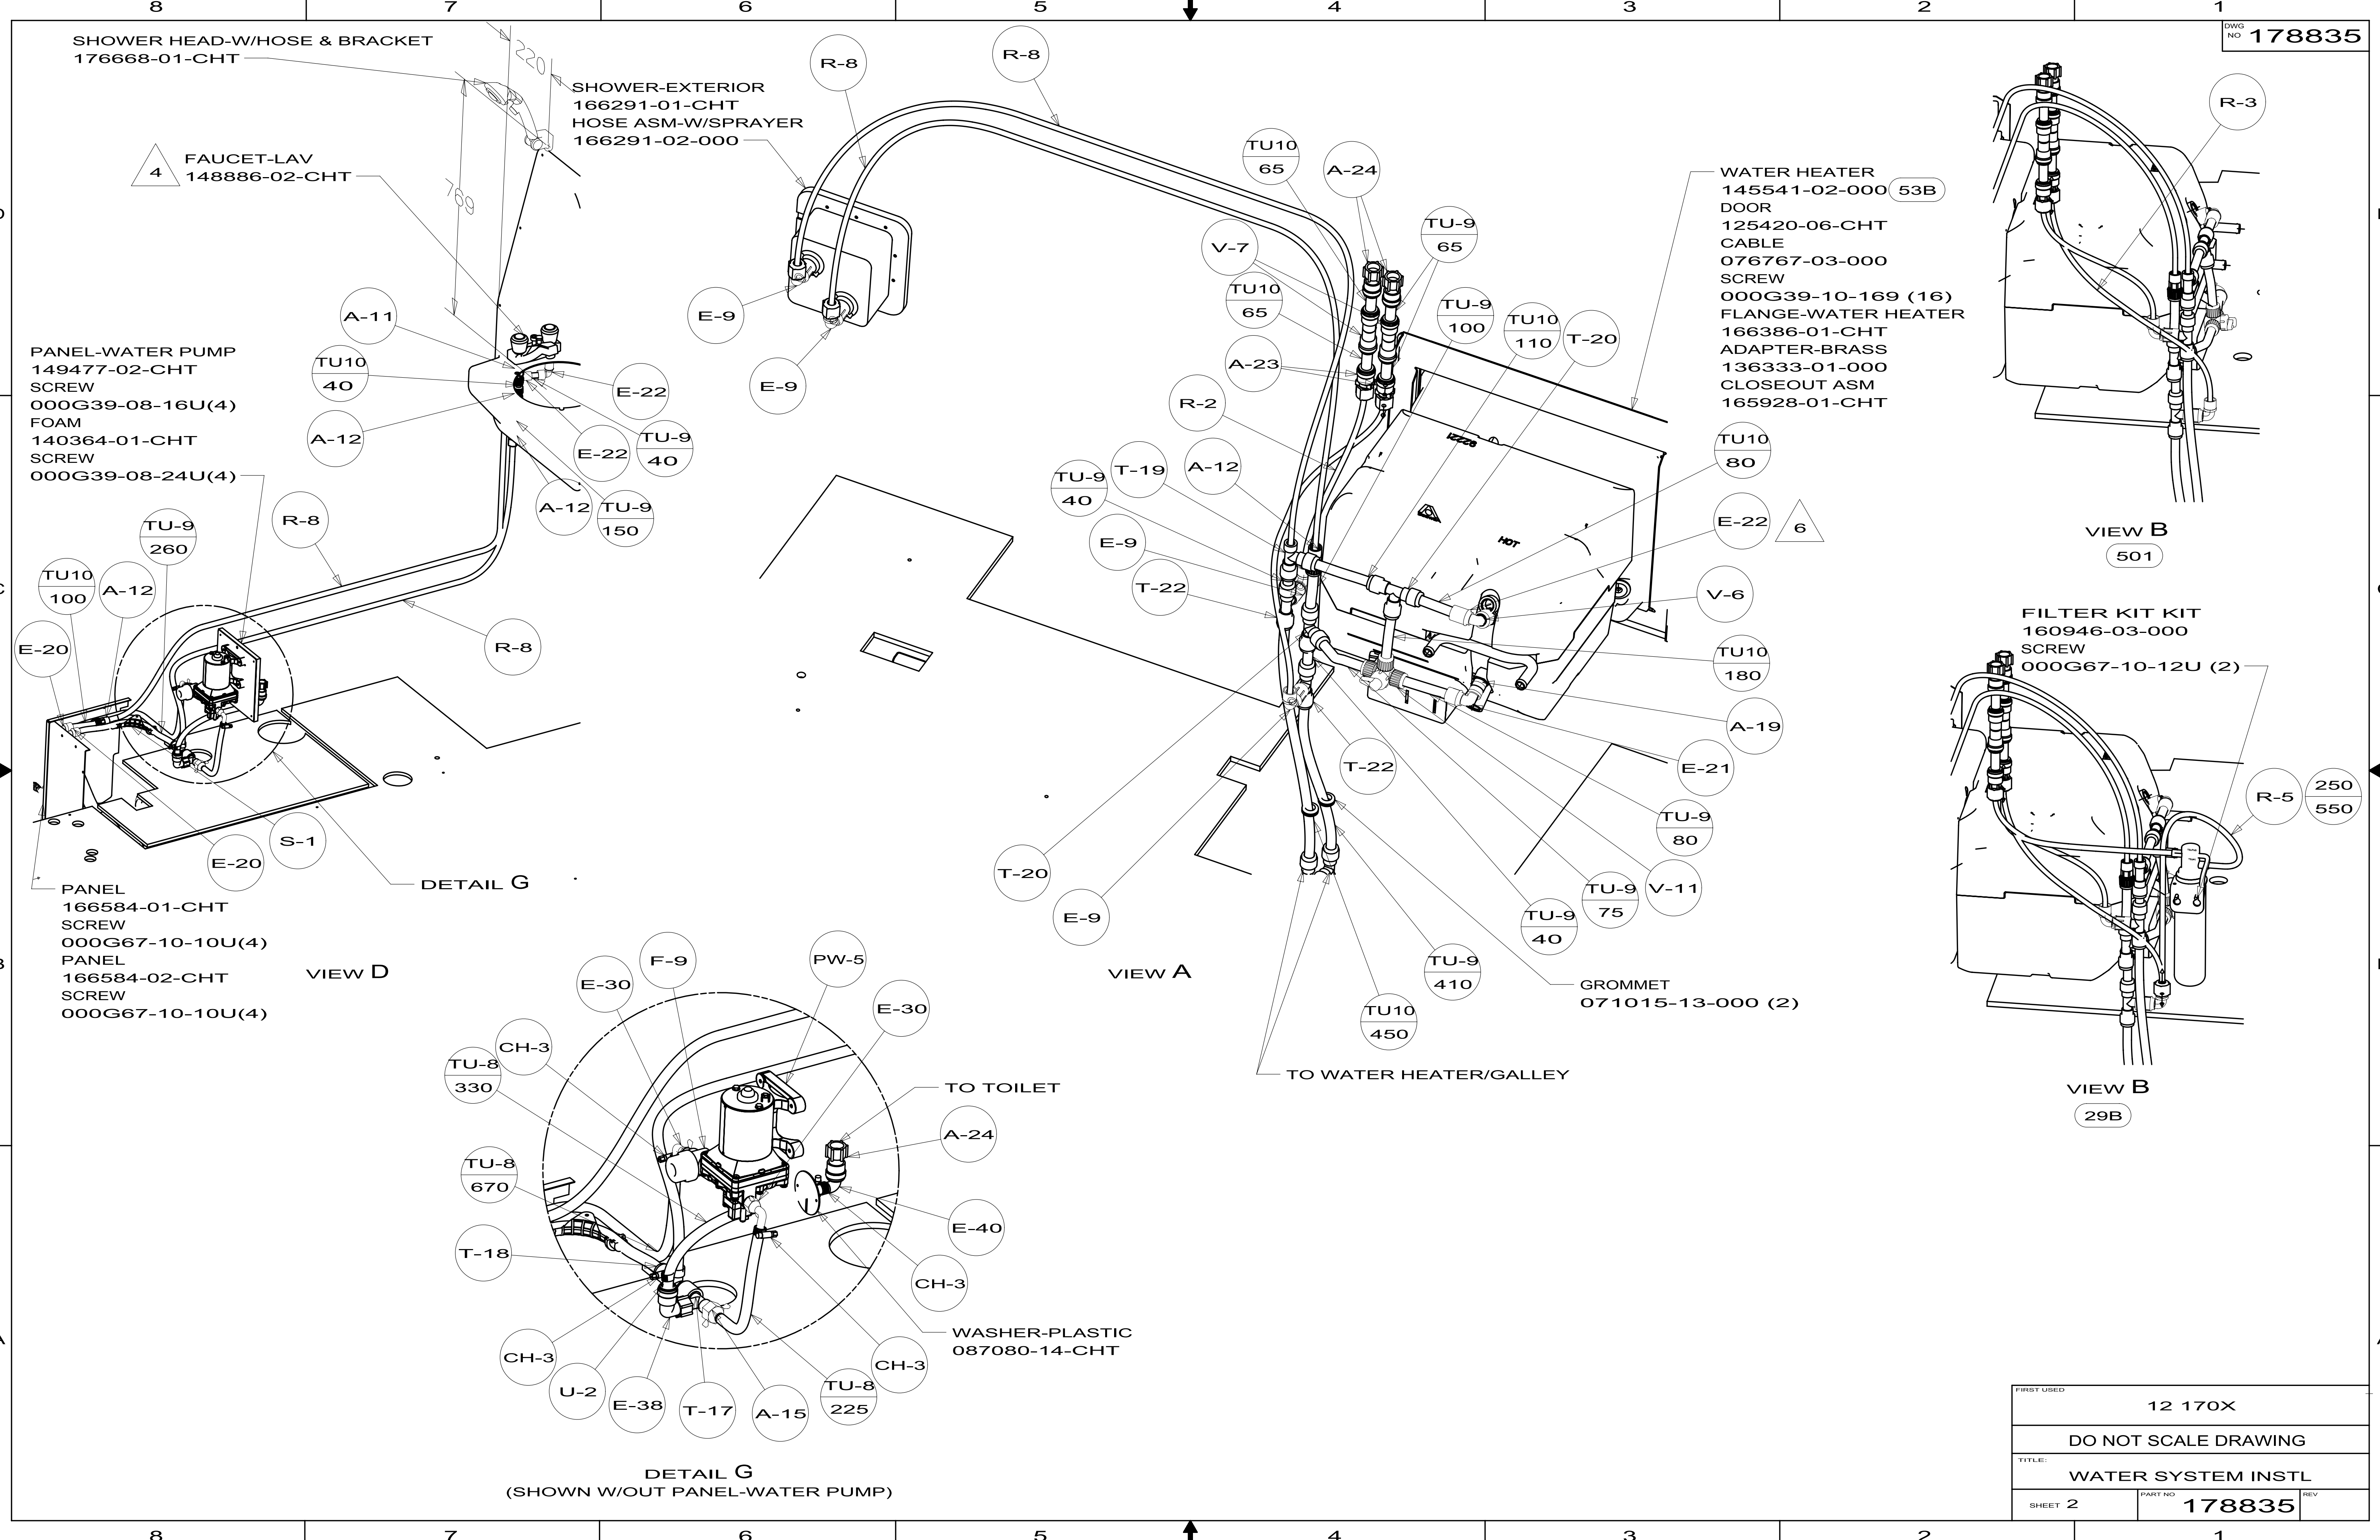 8 7 6 5 4 3 2 1
DWG NO 178835
SHOWER HEAD-W/HOSE & BRACKET
176668-01-CHT
220
769
SHOWER-EXTERIOR
166291-01-CHT
HOSE ASM-W/SPRAYER
166291-02-000
4
FAUCET-LAV
148886-02-CHT
A-11
TU10
40
A-12
E-22
E-22
TU-9
40
A-12
TU-9
150
PANEL-WATER PUMP
149477-02-CHT
SCREW
000G39-08-16U(4)
FOAM
140364-01-CHT
SCREW
000G39-08-24U(4)
TU-9
260
R-8
TU10
100
A-12
E-20
R-8
S-1
E-20
DETAIL G
PANEL
166584-01-CHT
SCREW
000G67-10-10U(4)
PANEL
166584-02-CHT
SCREW
000G67-10-10U(4)
VIEW D
R-8
R-8
E-9
E-9
TU10
65
A-24
V-7
TU-9
65
TU10
65
TU-9
100
TU10
110
T-20
A-23
R-2
WATER HEATER
145541-02-000 53B
DOOR
125420-06-CHT
CABLE
076767-03-000
SCREW
000G39-10-169 (16)
FLANGE-WATER HEATER
166386-01-CHT
ADAPTER-BRASS
136333-01-000
CLOSEOUT ASM
165928-01-CHT
92221
HOT
TU10
80
TU-9
40
T-19
A-12
E-9
T-22
E-22
6
V-6
TU10
180
A-19
E-21
T-22
TU-9
80
T-20
E-9
V-11
TU-9
75
TU-9
40
TU-9
410
TU10
450
GROMMET
071015-13-000 (2)
TO WATER HEATER/GALLEY
VIEW A
R-3
VIEW B
501
FILTER KIT KIT
160946-03-000
SCREW
000G67-10-12U (2)
R-5
250
550
VIEW B
29B
E-30
F-9
PW-5
E-30
CH-3
TU-8
330
TO TOILET
A-24
TU-8
670
E-40
T-18
CH-3
WASHER-PLASTIC
087080-14-CHT
CH-3
CH-3
U-2
E-38
T-17
A-15
TU-8
225
DETAIL G
(SHOWN W/OUT PANEL-WATER PUMP)
FIRST USED
12 170X
DO NOT SCALE DRAWING
TITLE:
WATER SYSTEM INSTL
SHEET 2
PART NO 178835
REV
8 7 6 5 4 3 2 1